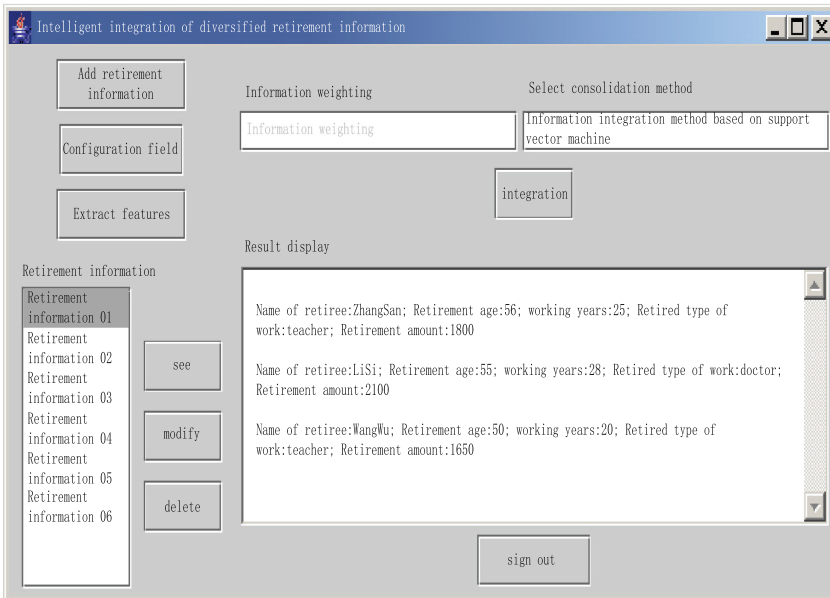 Intelligent integration of diversified retirement information
Add retirement
information
Configuration field
Extract features
Information weighting
Information weighting
Select consolidation method
Information integration method based on support
vector machine
integration
Retirement information
Retirement
information 01
Retirement
information 02
Retirement
information 03
Retirement
information 04
Retirement
information 05
Retirement
information 06
see
modify
delete
Result display
Name of retiree:ZhangSan; Retirement age:56; working years:25; Retired type of
work:teacher; Retirement amount:1800
Name of retiree:LiSi; Retirement age:55; working years:28; Retired type of work:doctor;
Retirement amount:2100
Name of retiree:WangWu; Retirement age:50; working years:20; Retired type of
work:teacher; Retirement amount:1650
sign out